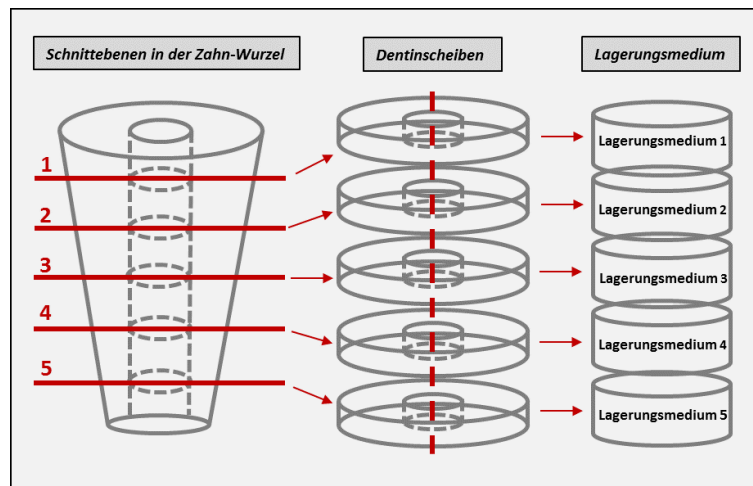 Schnittebenen in der Zahn-Wurzel
Dentinscheiben
Lagerungsmedium
1
2
3
4
5
Lagerungsmedium 1
Lagerungsmedium 2
Lagerungsmedium 3
Lagerungsmedium 4
Lagerungsmedium 5